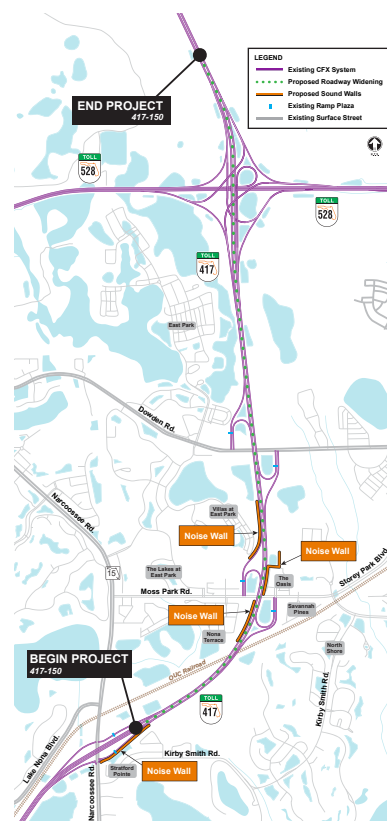 LEGEND
Existing CFX System
Proposed Roadway Widening
Proposed Sound Walls
Existing Ramp Plaza
Existing Surface Street
END PROJECT
417-150
TOLL
528
TOLL
528
TOLL
417
East Park
Dowden Rd.
Narcoossee Rd.
Villas at
East Park
Noise Wall
Noise Wall
15
The Lakes at
East Park
The
Oasis
Storey Park Blvd.
Moss Park Rd.
Noise Wall
Savannah
Pines
Nona
Terrace
North
Shore
BEGIN PROJECT
417-150
OUC Railroad
TOLL
417
Kirby Smith Rd.
Lake Nona Blvd.
Kirby Smith Rd.
Stratford
Pointe
Noise Wall
Narcoossee Rd.